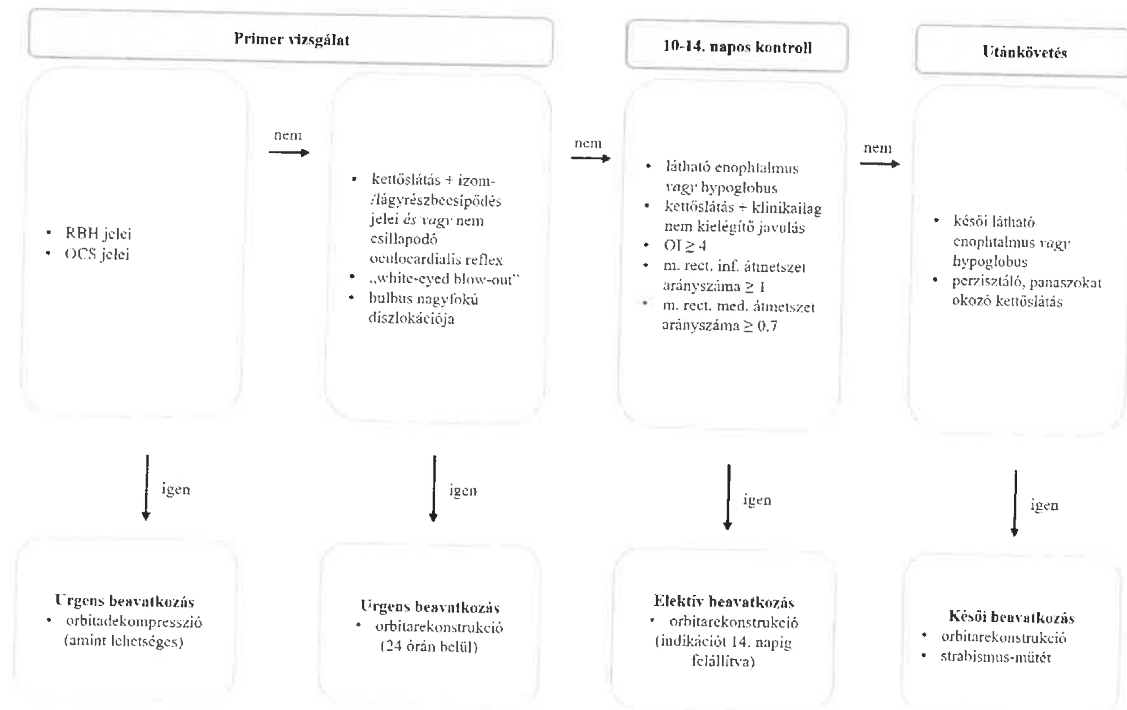 Primer vizsgálat
10-14. napos kontroll
Utánkövetés
• RBH jelei
• OCS jelei
nem
• kettőslátás + izom-
/lágyrészbecsípődés
jelei és vagy nem
csillapodó
oculocardialis reflex
• „white-eyed blow-out”
• bulbus nagyfokú
diszlokációja
nem
• látható enophtalmus
vagy hypoglobus
• kettőslátás + klinikailag
nem kielégítő javulás
• OI ≥ 4
• m. rect. inf. átmetszet
arányszáma ≥ 1
• m. rect. med. átmetszet
arányszáma ≥ 0,7
nem
• késői látható
enophtalmus vagy
hypoglobus
• perzisztáló, panaszokat
okozó kettőslátás
igen
igen
igen
igen
Urgens beavatkozás
• orbitadekompresszió
(amint lehetséges)
Urgens beavatkozás
• orbitarekonstrukció
(24 órán belül)
Elektív beavatkozás
• orbitarekonstrukció
(indikációt 14. napig
felállítva)
Késői beavatkozás
• orbitarekonstrukció
• strabismus-műtét